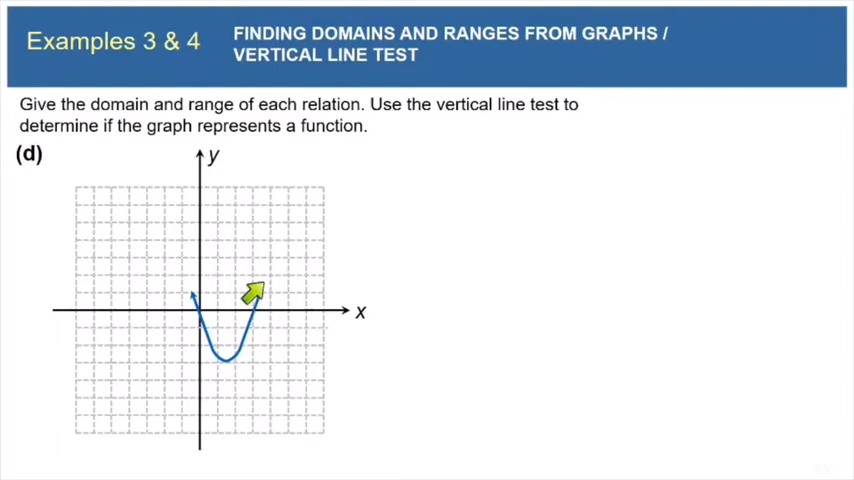 Examples 3 & 4
FINDING DOMAINS AND RANGES FROM GRAPHS /
VERTICAL LINE TEST
Give the domain and range of each relation. Use the vertical line test to
determine if the graph represents a function.
(d)
y
x